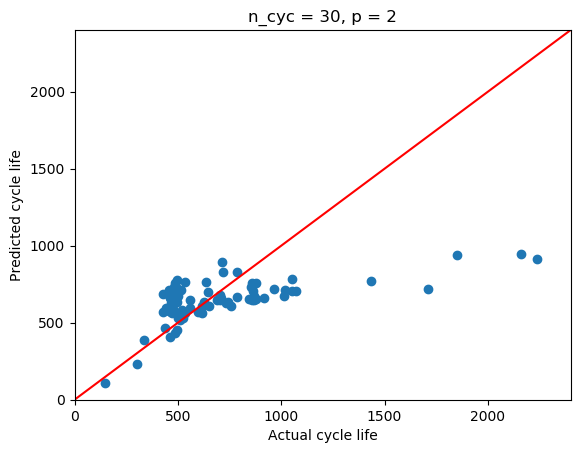 n_cyc = 30, p = 2
Predicted cycle life
2000
1500
1000
500
0
0 500 1000 1500 2000
Actual cycle life